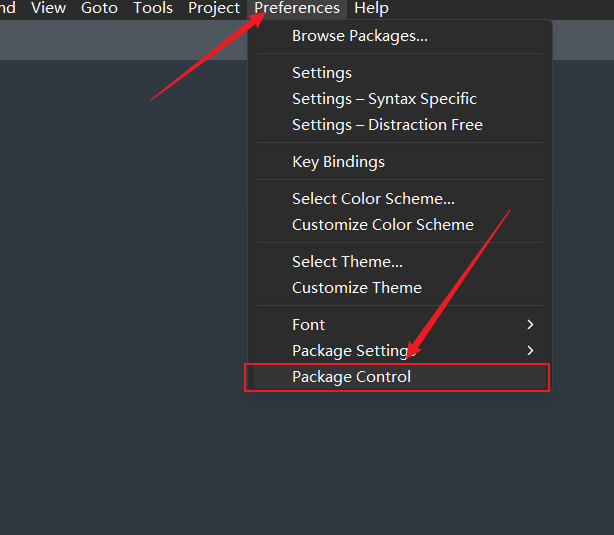 nd View Goto Tools Project Preferences Help
Browse Packages...
Settings
Settings – Syntax Specific
Settings – Distraction Free
Key Bindings
Select Color Scheme...
Customize Color Scheme
Select Theme...
Customize Theme
Font
Package Settings
Package Control